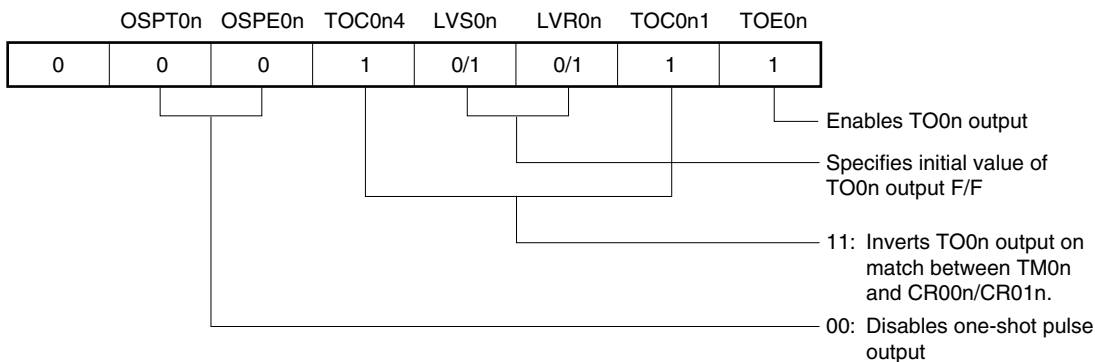 OSPT0n OSPE0n TOC0n4 LVS0n LVR0n TOC0n1 TOE0n
0 0 0 1 0/1 0/1 1 1
Enables TO0n output
Specifies initial value of
TO0n output F/F
11: Inverts TO0n output on
match between TM0n
and CR00n/CR01n.
00: Disables one-shot pulse
output